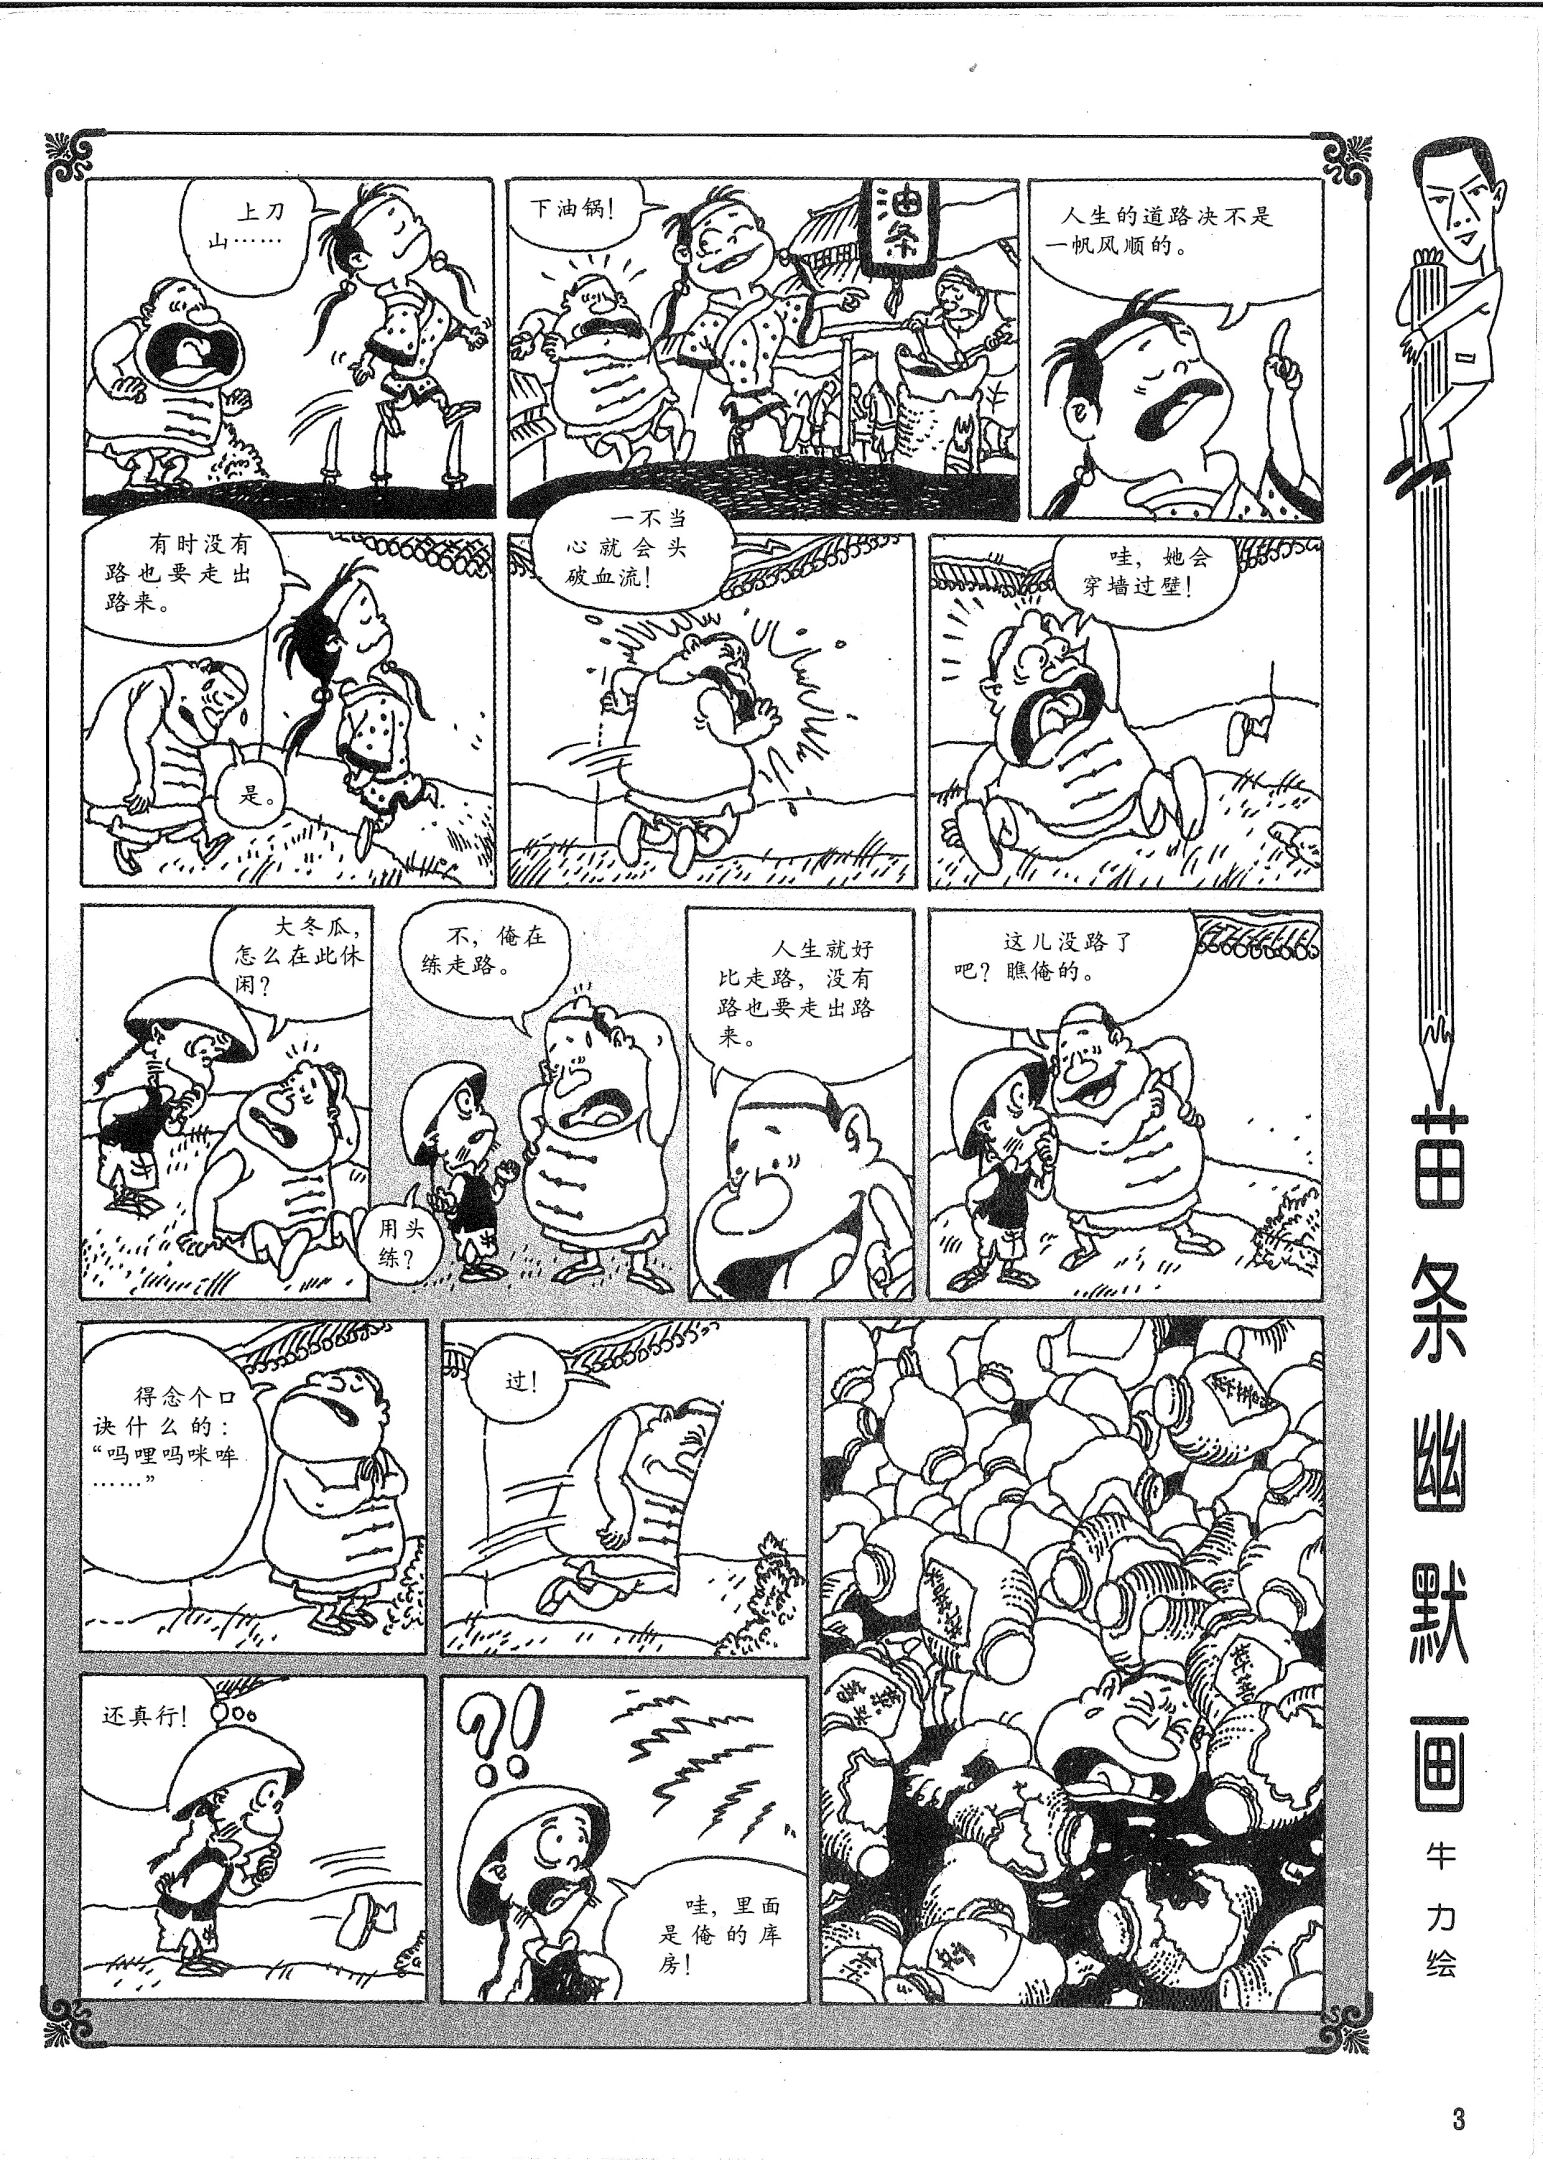 上刀
山……
下油锅！
油条
人生的道路决不是
一帆风顺的。
有时没有
路也要走出
路来。
是。
一不当
心就会头
破血流！
哇，她会
穿墙过壁！
大冬瓜，
怎么在此休
闲？
不，俺在
练走路。
用头
练？
人生就好
比走路，没有
路也要走出路
来。
这儿没路了
吧？瞧俺的。
得念个口
诀什么的：
“吗哩吗咪哞
……”
过！
还真行！
哇，里面
是俺的库
房！
苗条幽默画
牛力绘
3